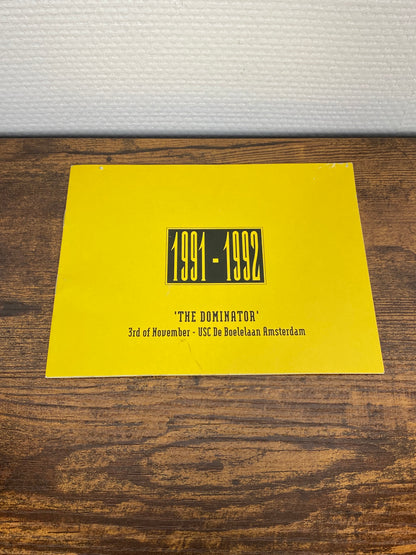 1991-1992
'THE DOMINATOR'
3rd of November - USC De Boelelaan Amsterdam